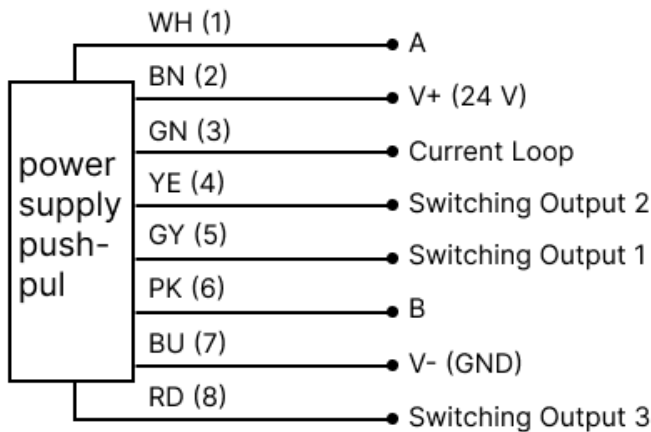 WH (1)
A
BN (2)
V+ (24 V)
GN (3)
Current Loop
power
supply
push-
pul
YE (4)
Switching Output 2
GY (5)
Switching Output 1
PK (6)
B
BU (7)
V- (GND)
RD (8)
Switching Output 3